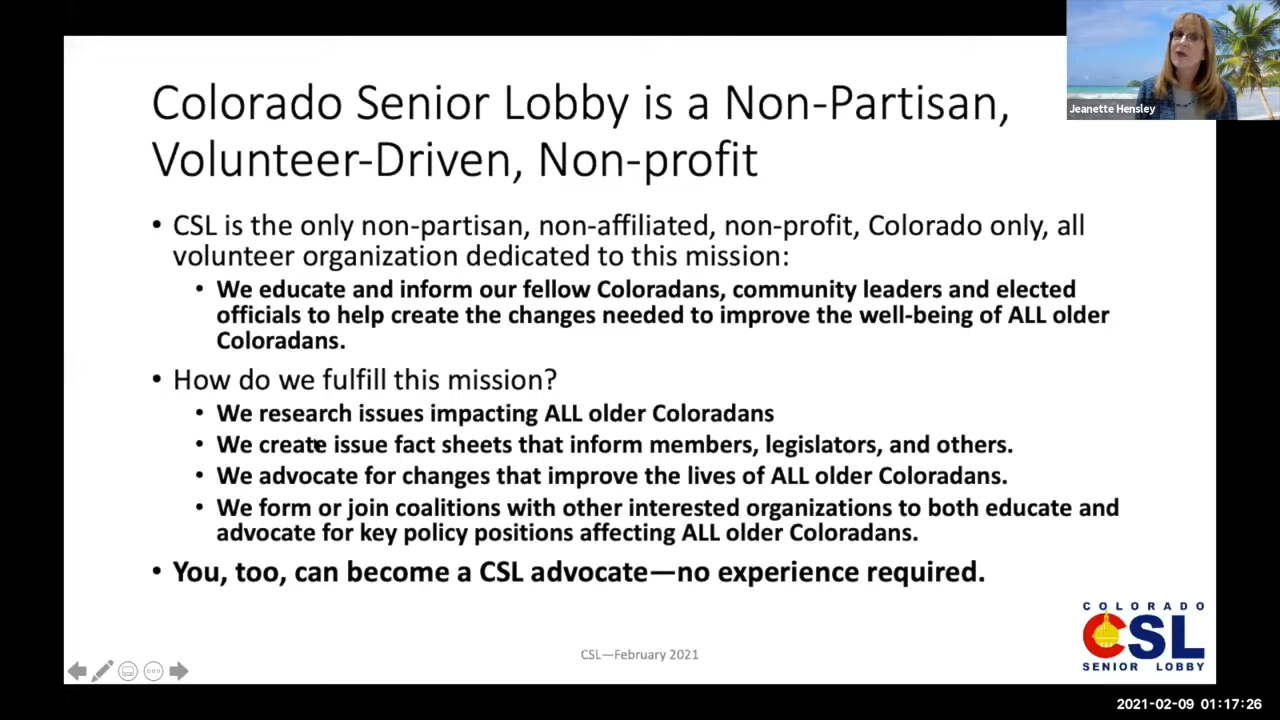 Colorado Senior Lobby is a Non-Partisan,
Volunteer-Driven, Non-profit
Jeanette Hensley
• CSL is the only non-partisan, non-affiliated, non-profit, Colorado only, all
volunteer organization dedicated to this mission:
• We educate and inform our fellow Coloradans, community leaders and elected
officials to help create the changes needed to improve the well-being of ALL older
Coloradans.
• How do we fulfill this mission?
• We research issues impacting ALL older Coloradans
• We create issue fact sheets that inform members, legislators, and others.
• We advocate for changes that improve the lives of ALL older Coloradans.
• We form or join coalitions with other interested organizations to both educate and
advocate for key policy positions affecting ALL older Coloradans.
• You, too, can become a CSL advocate—no experience required.
COLORADO
CSL
SENIOR LOBBY
CSL—February 2021
2021-02-09 01:17:26